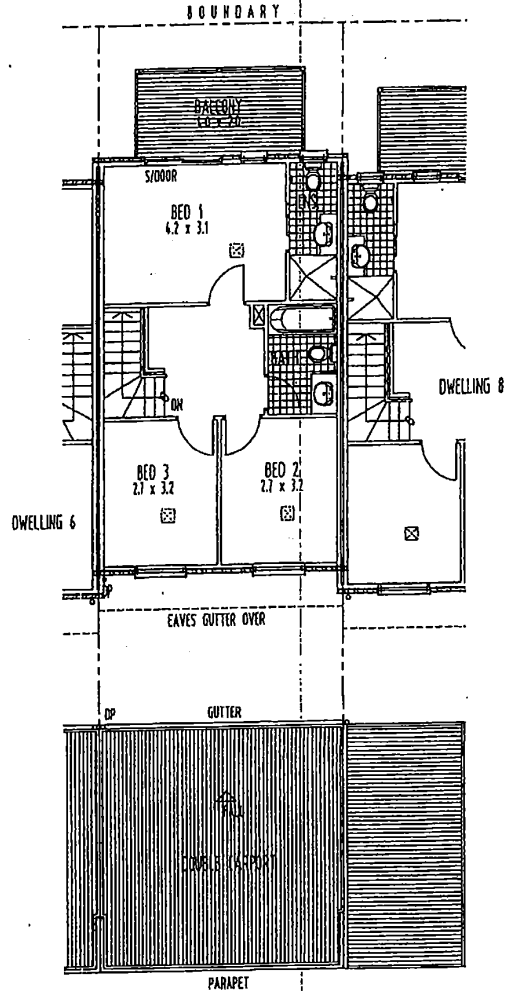 BOUNDARY
BALCONY
S/DOOR
BED 1
4.2 x 3.1
ENS
BATH
DN
DWELLING 8
BED 3
2.7 x 3.2
BED 2
2.7 x 3.2
DWELLING 6
DP
EAVES GUTTER OVER
DP
GUTTER
FALL
DOUBLE CARPORT
PARAPET